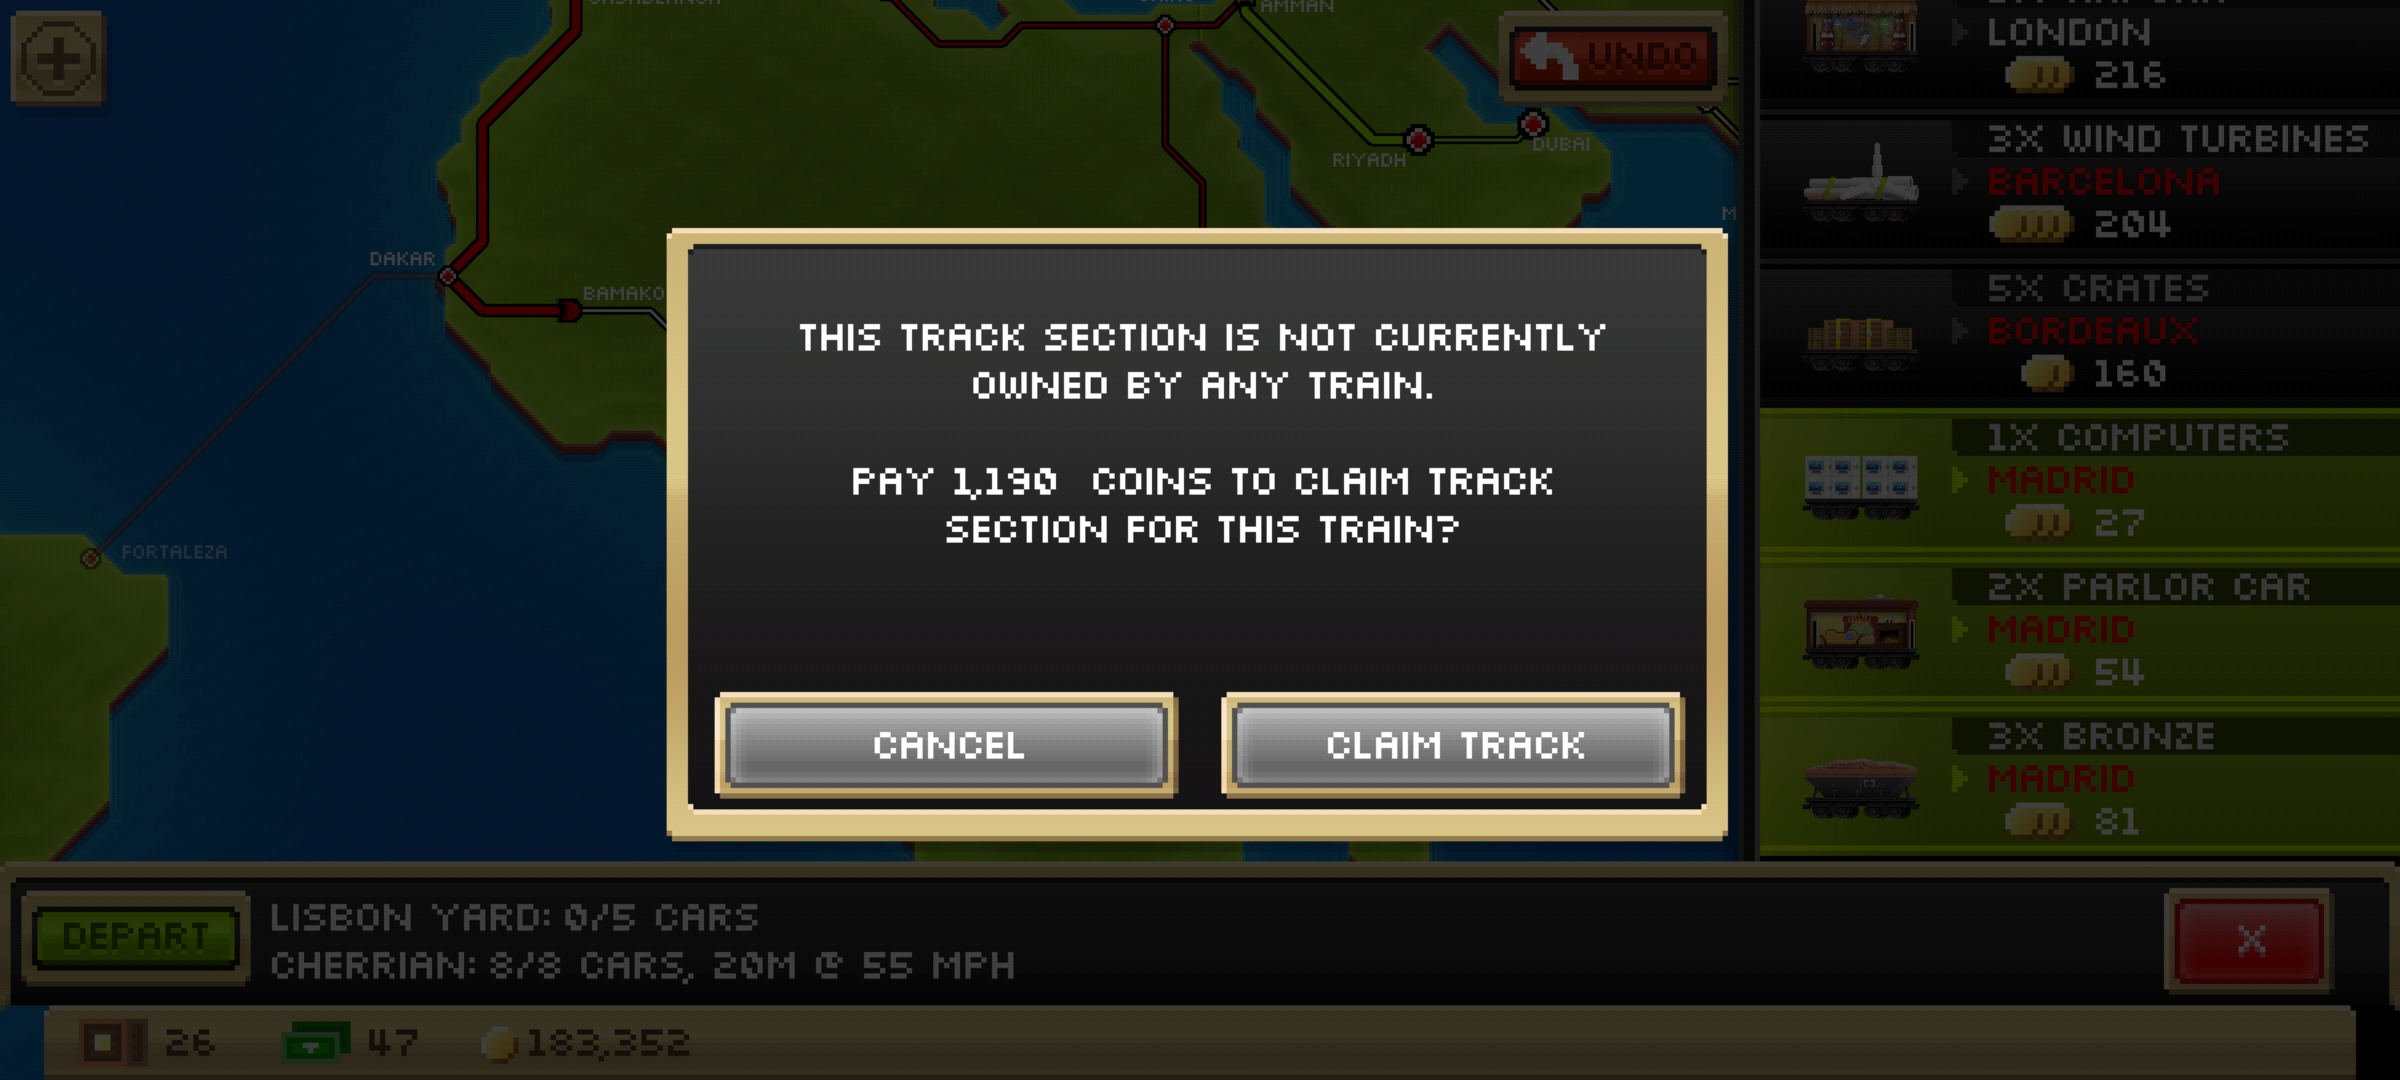 UNDO
AMMAN
RIYADH
DUBAI
DAKAR
BAMAKO
FORTALEZA
M
THIS TRACK SECTION IS NOT CURRENTLY
OWNED BY ANY TRAIN.
PAY 1,190 COINS TO CLAIM TRACK
SECTION FOR THIS TRAIN?
CANCEL
CLAIM TRACK
LONDON
216
3X WIND TURBINES
BARCELONA
204
5X CRATES
BORDEAUX
160
1X COMPUTERS
MADRID
27
2X PARLOR CAR
MADRID
54
3X BRONZE
MADRID
81
DEPART
LISBON YARD: 0/5 CARS
CHERRIAN: 8/8 CARS, 20M @ 55 MPH
X
26
47
183,352